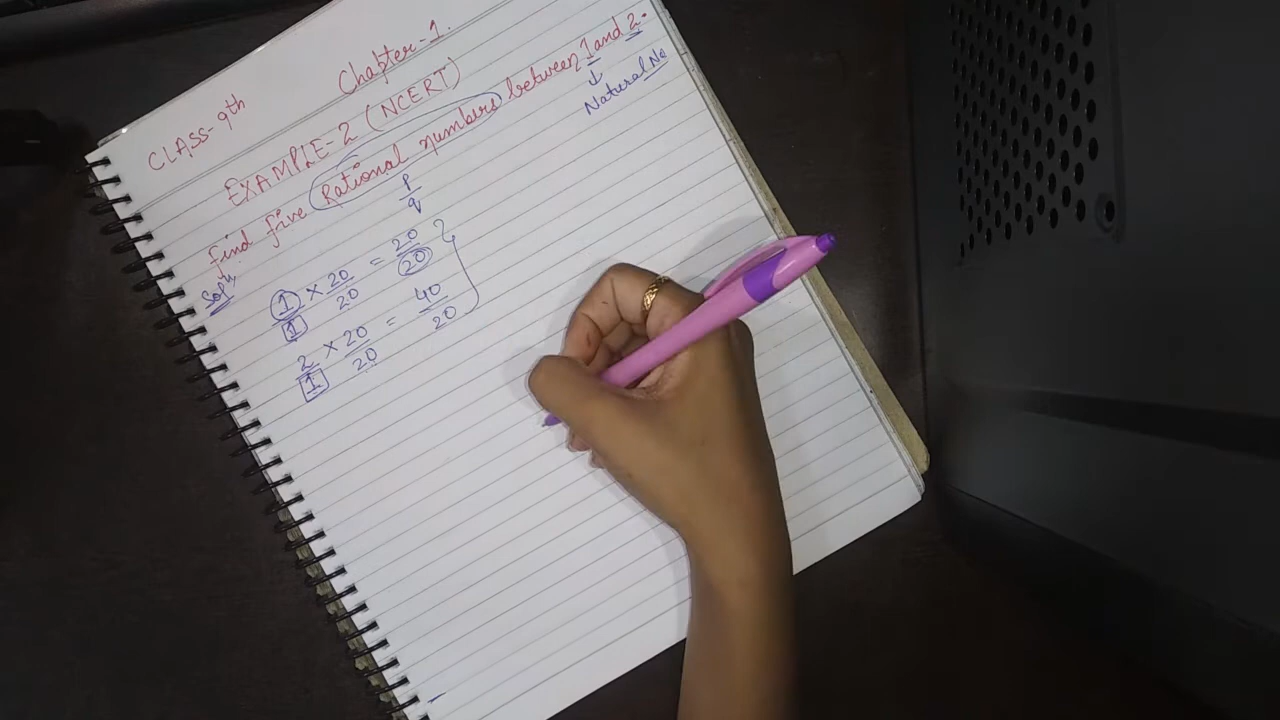 Chapter-1.
CLASS-9th
EXAMPLE-2 (NCERT)
Find five Rational numbers between 1 and 2.
↓
Natural No
p/q
Sol^n.
1/1 × 20/20 = 20/20
2/1 × 20/20 = 40/20